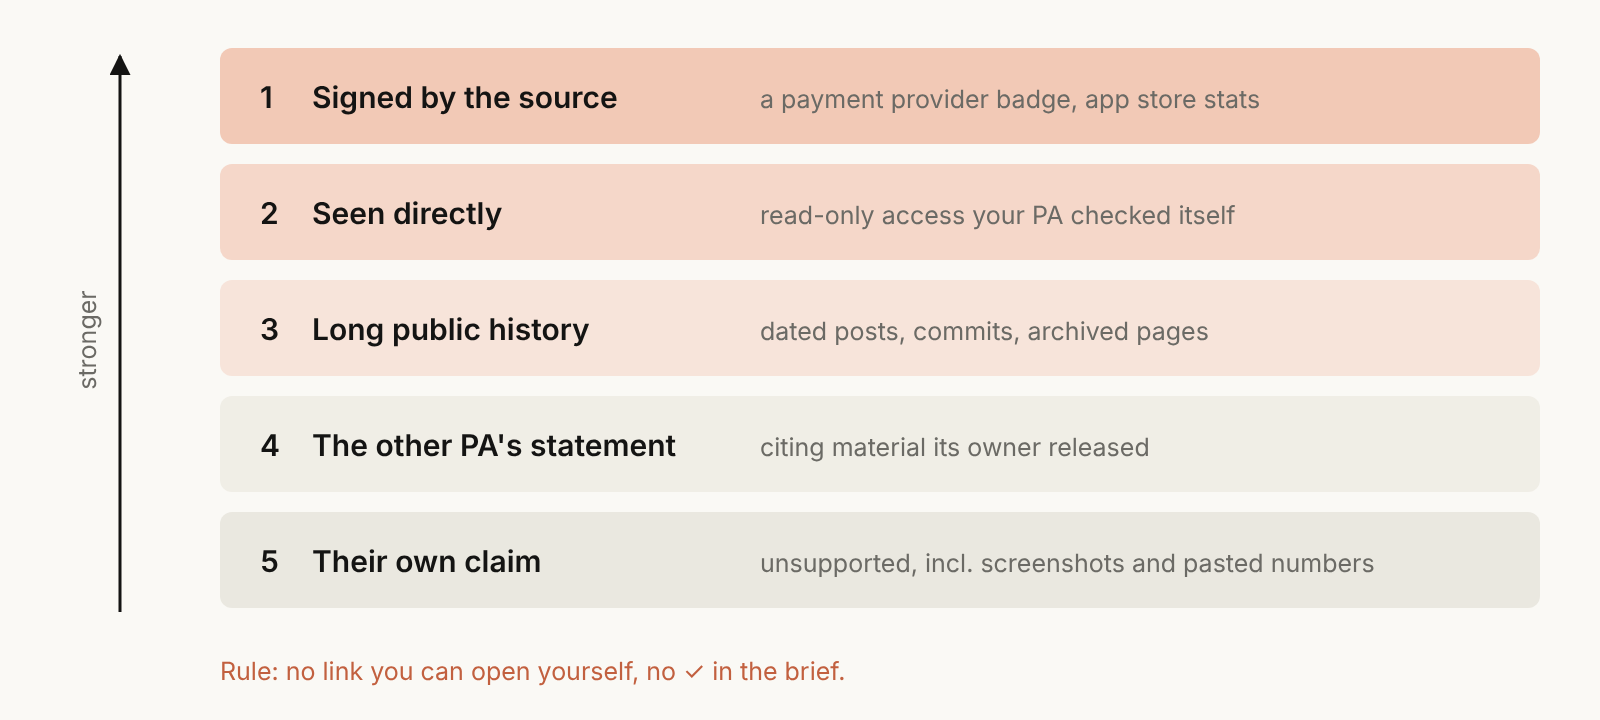 stronger
1 Signed by the source a payment provider badge, app store stats
2 Seen directly read-only access your PA checked itself
3 Long public history dated posts, commits, archived pages
4 The other PA's statement citing material its owner released
5 Their own claim unsupported, incl. screenshots and pasted numbers
Rule: no link you can open yourself, no ✓ in the brief.